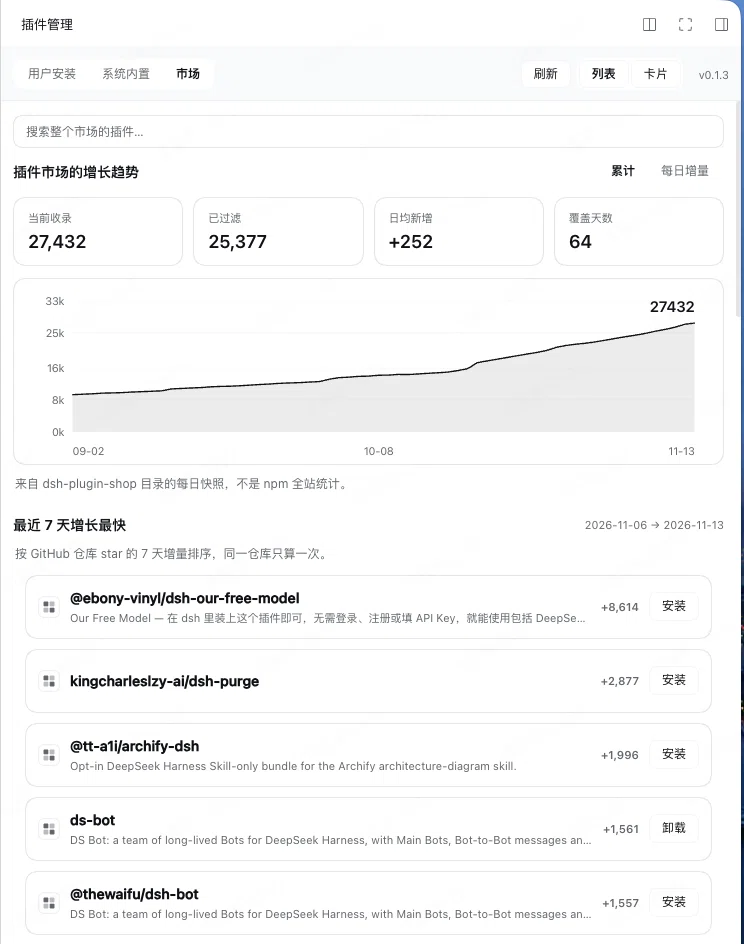 插件管理
用户安装 系统内置 市场 刷新 列表 卡片 v0.1.3
搜索整个市场的插件...
插件市场的增长趋势 累计 每日增量
当前收录 已过滤 日均新增 覆盖天数
27,432 25,377 +252 64
27432
33k
25k
16k
8k
0k
09-02 10-08 11-13
来自 dsh-plugin-shop 目录的每日快照，不是 npm 全站统计。
最近 7 天增长最快 2026-11-06 → 2026-11-13
按 GitHub 仓库 star 的 7 天增量排序，同一仓库只算一次。
@ebony-vinyl/dsh-our-free-model
Our Free Model — 在 dsh 里装上这个插件即可，无需登录、注册或填 API Key，就能使用包括 DeepSe...
+8,614 安装
kingcharleslzy-ai/dsh-purge
+2,877 安装
@tt-a1i/archify-dsh
Opt-in DeepSeek Harness Skill-only bundle for the Archify architecture-diagram skill.
+1,996 安装
ds-bot
DS Bot: a team of long-lived Bots for DeepSeek Harness, with Main Bots, Bot-to-Bot messages an...
+1,561 卸载
@thewaifu/dsh-bot
DS Bot: a team of long-lived Bots for DeepSeek Harness, with Main Bots, Bot-to-Bot messages an...
+1,557 安装